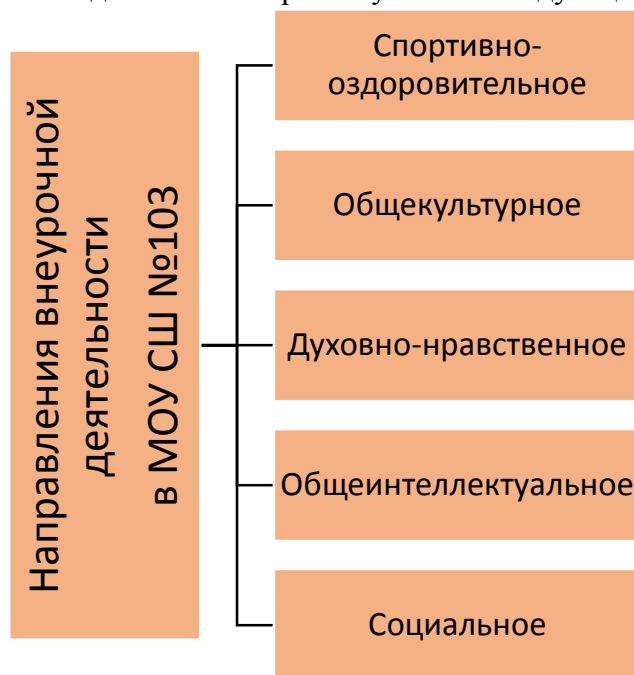 Направления внеурочной
деятельности
в МОУ СШ №103
Спортивно-
оздоровительное
Общекультурное
Духовно-нравственное
Общеинтеллектуальное
Социальное